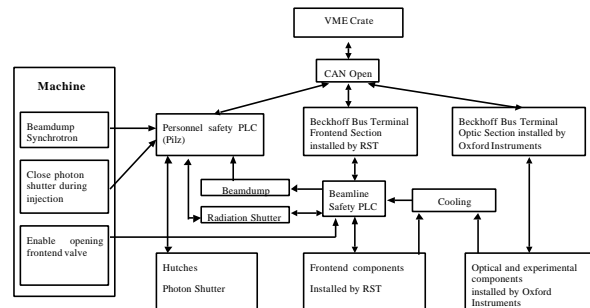 VME Crate
CAN Open
Machine
Beamdump
Synchrotron
Close photon
shutter during
injection
Enable opening
frontend valve
Personnel safety PLC
(Pilz)
Beckhoff Bus Terminal
Frontend Section
installed by RST
Beckhoff Bus Terminal
Optic Section installed by
Oxford Instruments
Beamdump
Radiation Shutter
Beamline
Safety PLC
Cooling
Hutches
Photon Shutter
Frontend components
Installed by RST
Optical and experimental
components
installed by Oxford
Instruments